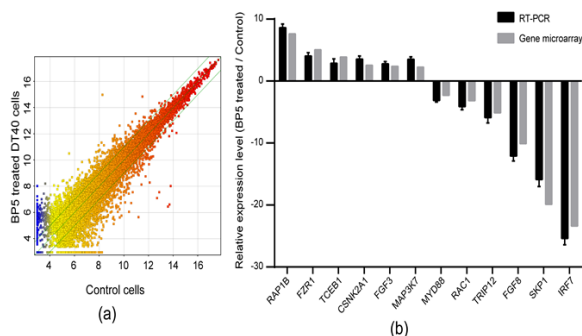 BP5 treated DT40 cells
16
14
12
10
8
6
4
4 6 8 10 12 14 16
Control cells
(a)
Relative expression level (BP5 treated / Control)
10
0
-10
-20
-30
RT-PCR
Gene microarray
RAP1B
FZR1
TCEB1
CSNK2A1
FGF3
MAP3K7
MYD88
RAC1
TRIP12
FGF8
SKP1
IRF7
(b)